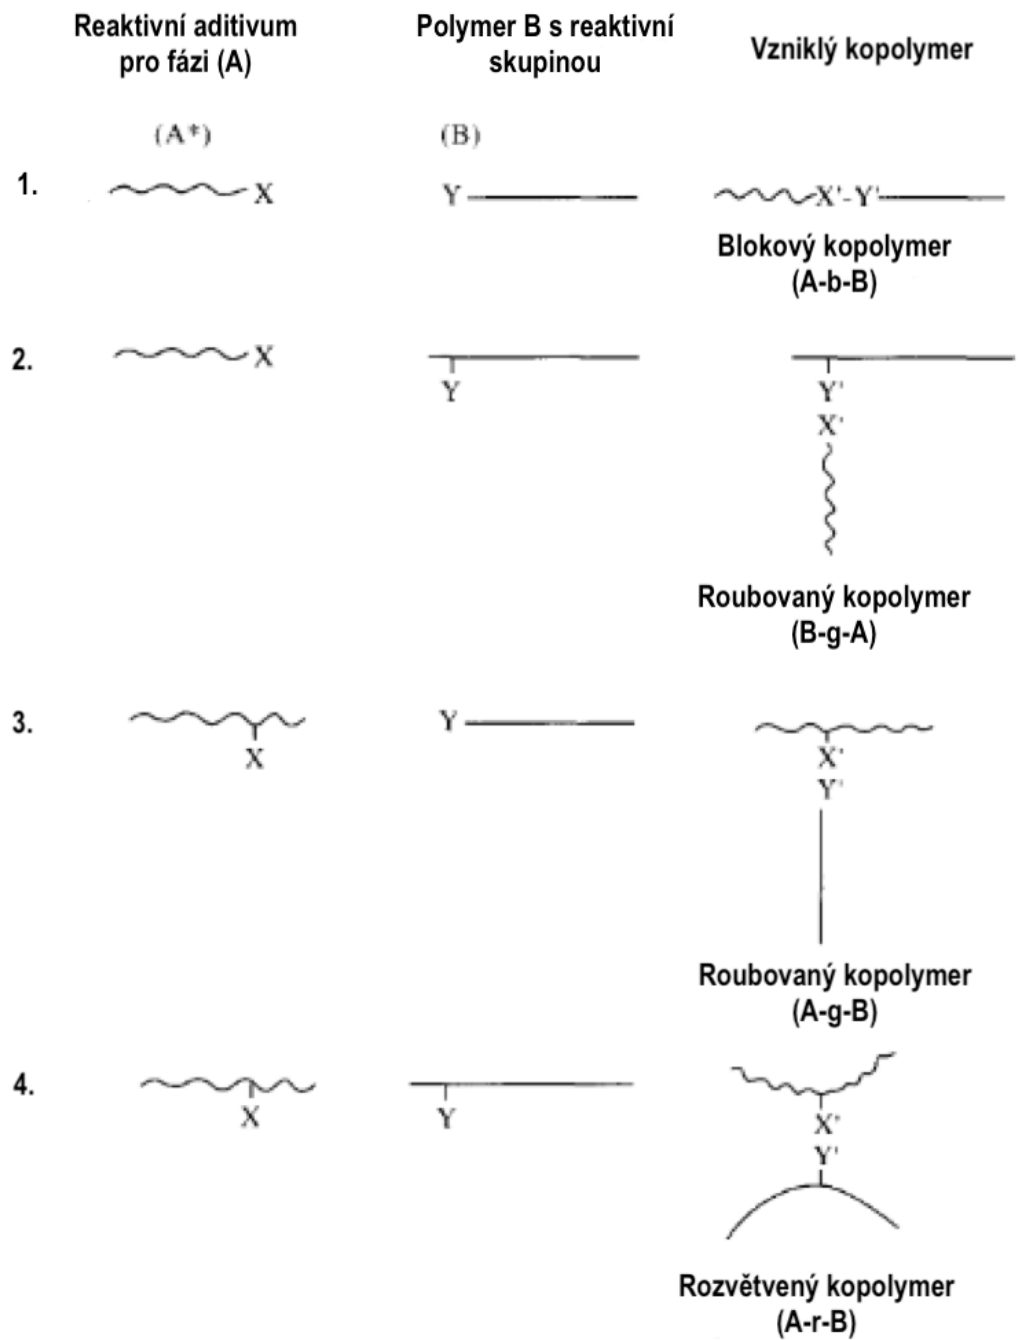 Reaktivní aditivum
pro fázi (A)
Polymer B s reaktivní
skupinou
Vzniklý kopolymer
(A*)
(B)
1.
X
Y
X'-Y'
Blokový kopolymer
(A-b-B)
2.
X
Y
Y'
X'
Roubovaný kopolymer
(B-g-A)
3.
X
Y
X'
Y'
Roubovaný kopolymer
(A-g-B)
4.
X
Y
X'
Y'
Rozvětvený kopolymer
(A-r-B)